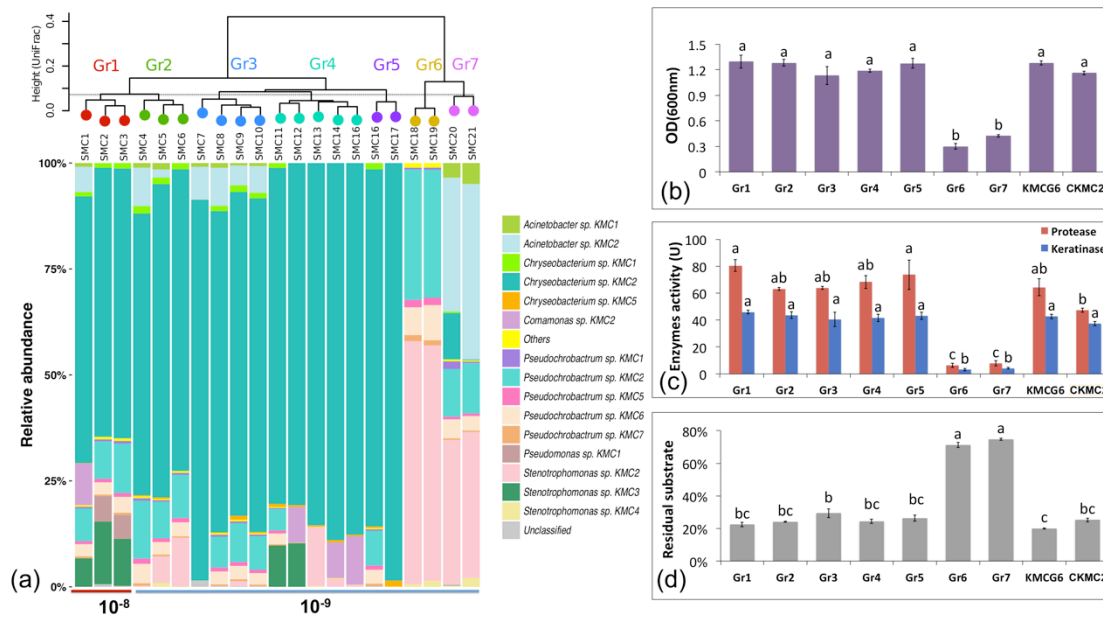 Height (UniFrac)
0.4
0.2
0.0
Gr1 Gr2 Gr3 Gr4 Gr5 Gr6 Gr7
SMC1 SMC2 SMC3 SMC4 SMC5 SMC6 SMC7 SMC8 SMC9 SMC10 SMC11 SMC12 SMC13 SMC14 SMC16 SMC16 SMC17 SMC18 SMC19 SMC20 SMC21
Relative abundance
100%
75%
50%
25%
0%
(a)
10-8 10-9
Acinetobacter sp. KMC1
Acinetobacter sp. KMC2
Chryseobacterium sp. KMC1
Chryseobacterium sp. KMC2
Chryseobacterium sp. KMC5
Comamonas sp. KMC2
Others
Pseudochrobactrum sp. KMC1
Pseudochrobactrum sp. KMC2
Pseudochrobactrum sp. KMC5
Pseudochrobactrum sp. KMC6
Pseudochrobactrum sp. KMC7
Pseudomonas sp. KMC1
Stenotrophomonas sp. KMC2
Stenotrophomonas sp. KMC3
Stenotrophomonas sp. KMC4
Unclassified
OD(600nm)
1.5
1.2
0.9
0.6
0.3
0
a a a a a b b a a
(b)
Gr1 Gr2 Gr3 Gr4 Gr5 Gr6 Gr7 KMCG6 CKMC2
Enzymes activity (U)
100
80
60
40
20
0
Protease
Keratinase
a ab ab ab a c c ab b
a a a a a b b a a
(c)
Gr1 Gr2 Gr3 Gr4 Gr5 Gr6 Gr7 KMCG6 CKMC2
Residual substrate
80%
60%
40%
20%
0%
bc bc b bc bc a a c bc
(d)
Gr1 Gr2 Gr3 Gr4 Gr5 Gr6 Gr7 KMCG6 CKMC2